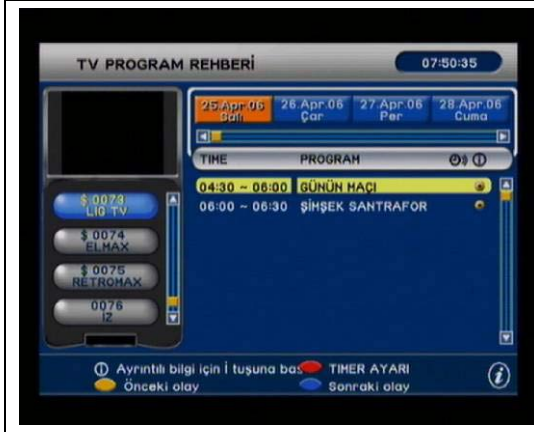 TV PROGRAM REHBERİ
07:50:35
25.Apr.06 26.Apr.06 27.Apr.06 28.Apr.06
Salı Çar Per Cuma
TIME PROGRAM
04:30 ~ 06:00 GÜNÜN MAÇI
06:00 ~ 06:30 ŞİMŞEK SANTRAFOR
$ 0073
LIG TV
$ 0074
ELMAX
$ 0075
RETROMAX
0076
IZ
Ayrıntılı bilgi için İ tuşuna bas TIMER AYARI
Önceki olay Sonraki olay